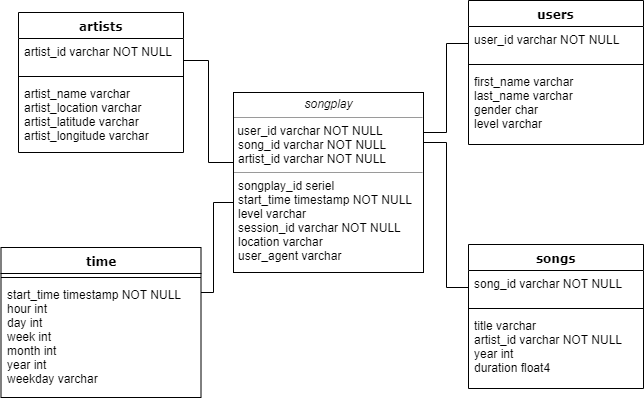 artists
artist_id varchar NOT NULL
artist_name varchar
artist_location varchar
artist_latitude varchar
artist_longitude varchar
users
user_id varchar NOT NULL
first_name varchar
last_name varchar
gender char
level varchar
songplay
user_id varchar NOT NULL
song_id varchar NOT NULL
artist_id varchar NOT NULL
songplay_id seriel
start_time timestamp NOT NULL
level varchar
session_id varchar NOT NULL
location varchar
user_agent varchar
time
start_time timestamp NOT NULL
hour int
day int
week int
month int
year int
weekday varchar
songs
song_id varchar NOT NULL
title varchar
artist_id varchar NOT NULL
year int
duration float4